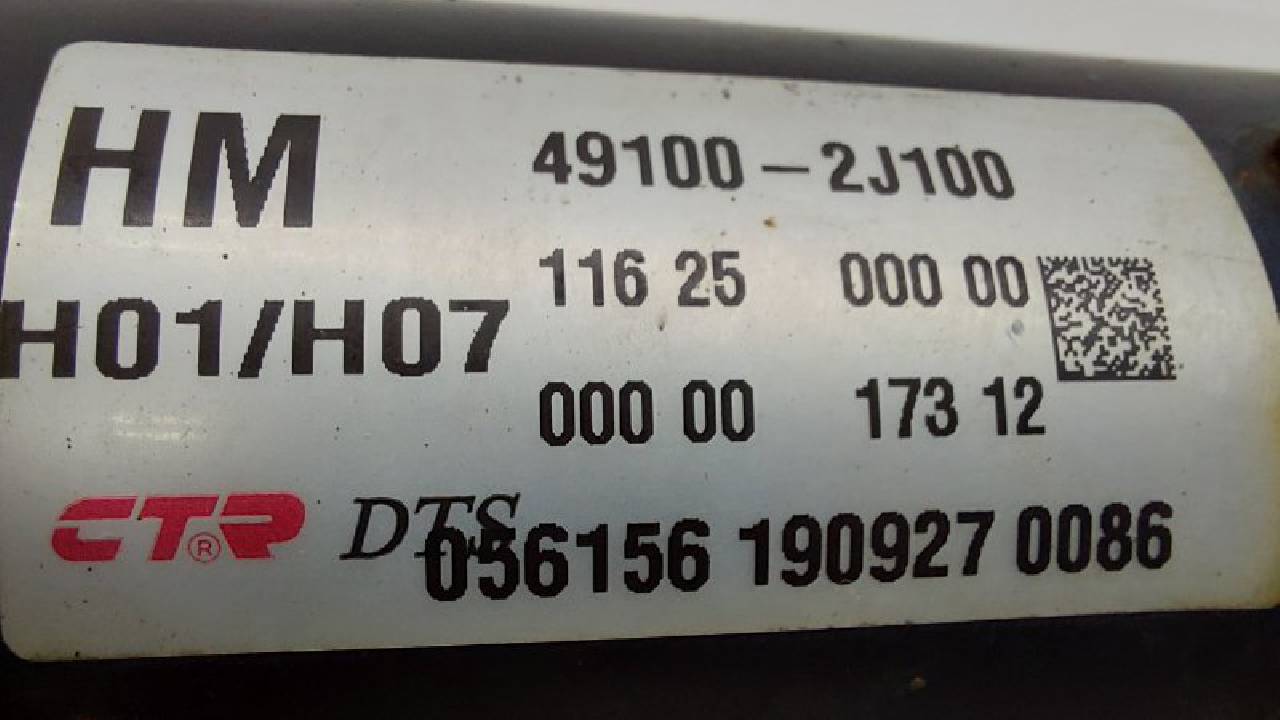 HM 49100-2J100
116 25 000 00
H01/H07
000 00 173 12
CTR® DTS
056156 190927 0086